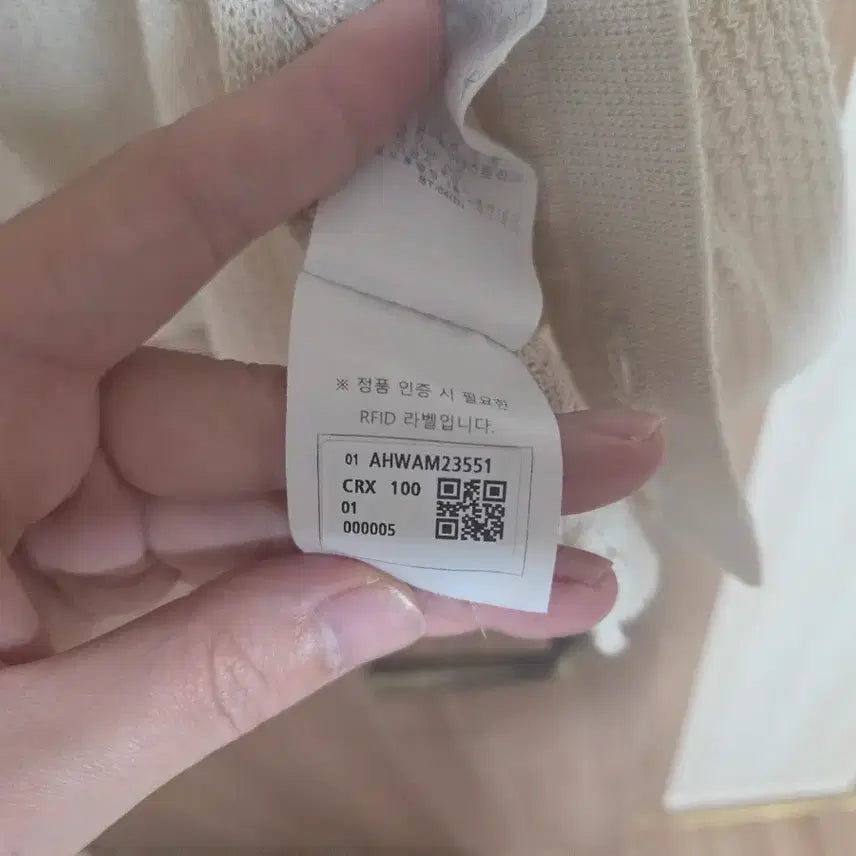 ※ 정품 인증 시 필요한
RFID 라벨입니다.
01 AHWAM23551
CRX 100
01
000005